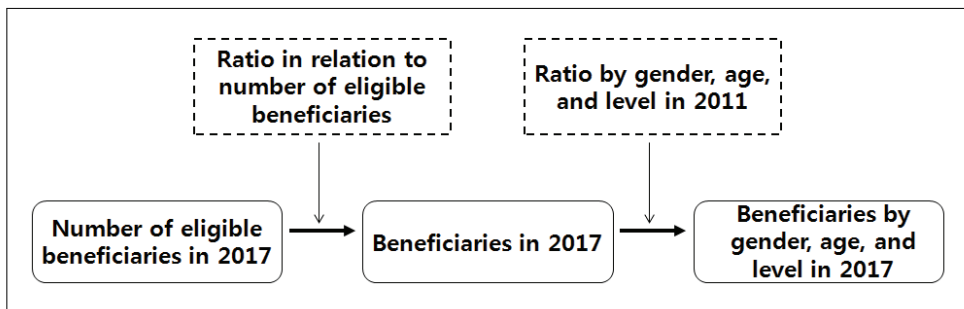 Ratio in relation to
number of eligible
beneficiaries
Ratio by gender, age,
and level in 2011
Number of eligible
beneficiaries in 2017
Beneficiaries in 2017
Beneficiaries by
gender, age, and
level in 2017